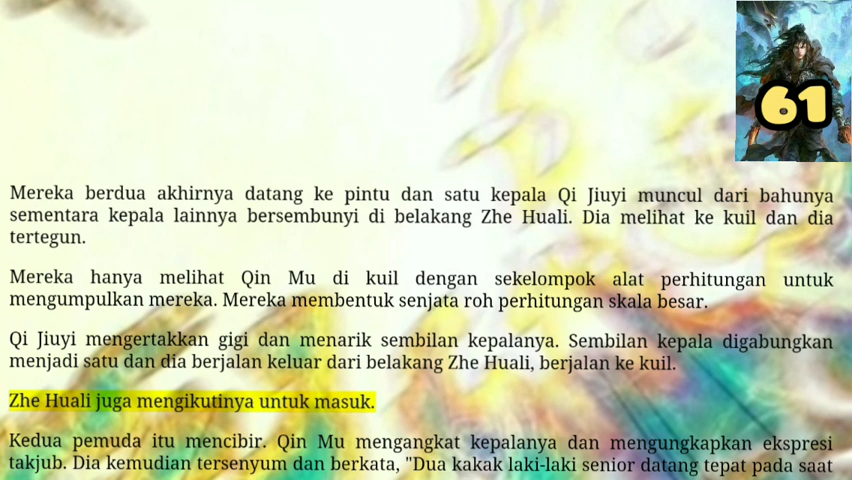 61
Mereka berdua akhirnya datang ke pintu dan satu kepala Qi Jiuyi muncul dari bahunya
sementara kepala lainnya bersembunyi di belakang Zhe Huali. Dia melihat ke kuil dan dia
tertegun.
Mereka hanya melihat Qin Mu di kuil dengan sekelompok alat perhitungan untuk
mengumpulkan mereka. Mereka membentuk senjata roh perhitungan skala besar.
Qi Jiuyi mengertakkan gigi dan menarik sembilan kepalanya. Sembilan kepala digabungkan
menjadi satu dan dia berjalan keluar dari belakang Zhe Huali, berjalan ke kuil.
Zhe Huali juga mengikutinya untuk masuk.
Kedua pemuda itu mencibir. Qin Mu mengangkat kepalanya dan mengungkapkan ekspresi
takjub. Dia kemudian tersenyum dan berkata, "Dua kakak laki-laki senior datang tepat pada saat